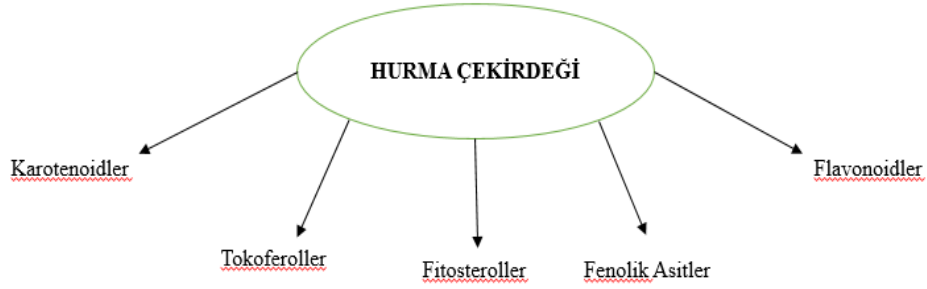 HURMA ÇEKİRDEĞİ
Karotenoidler
Flavonoidler
Tokoferoller
Fitosteroller
Fenolik Asitler